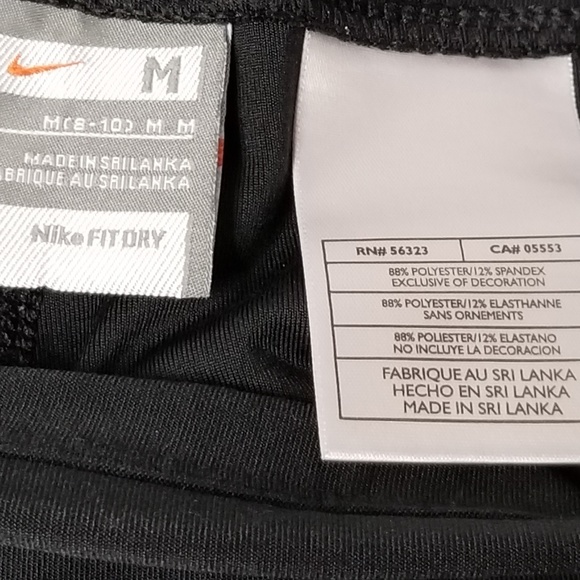 M
M(8-10) M M
MADE IN SRI LANKA
ABRIQUE AU SRI LANKA
Nike FIT DRY
RN# 56323 CA# 05553
88% POLYESTER/12% SPANDEX
EXCLUSIVE OF DECORATION
88% POLYESTER/12% ELASTHANNE
SANS ORNEMENTS
88% POLIESTER/12% ELASTANO
NO INCLUYE LA DECORACION
FABRIQUE AU SRI LANKA
HECHO EN SRI LANKA
MADE IN SRI LANKA